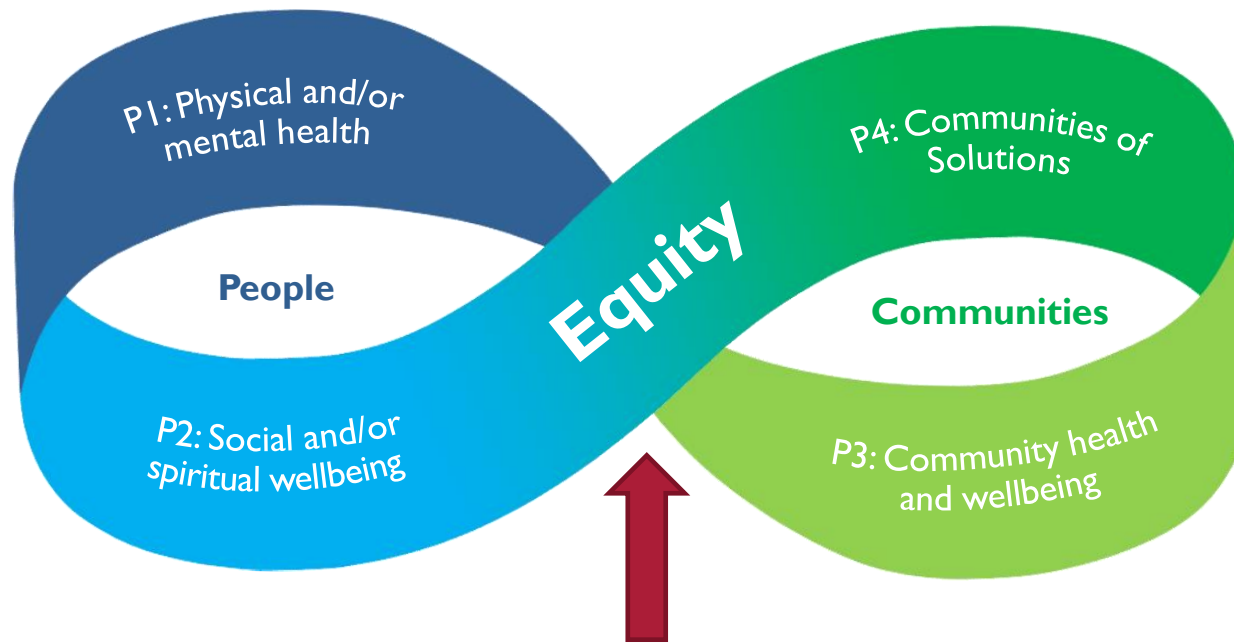 P1: Physical and/or
mental health
People
P2: Social and/or
spiritual wellbeing
Equity
P4: Communities of
Solutions
Communities
P3: Community health
and wellbeing